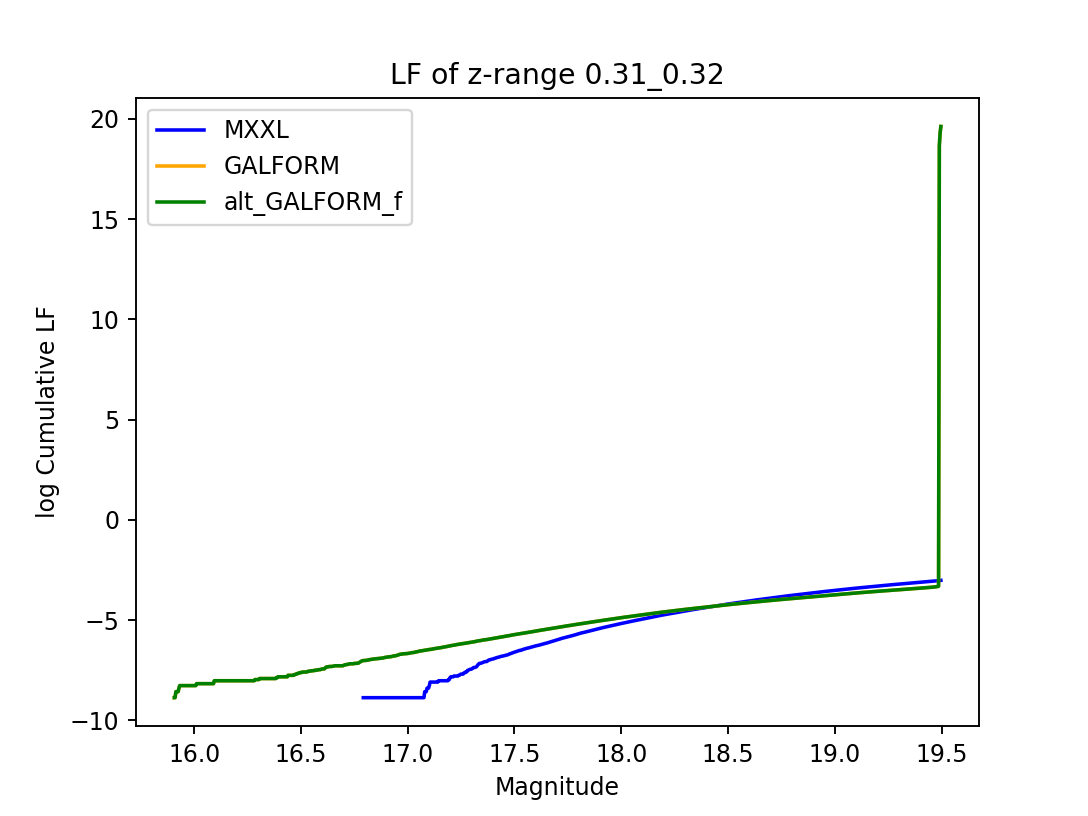 LF of z-range 0.31_0.32
MXXL
GALFORM
alt_GALFORM_f
log Cumulative LF
20
15
10
5
0
−5
−10
16.0 16.5 17.0 17.5 18.0 18.5 19.0 19.5
Magnitude